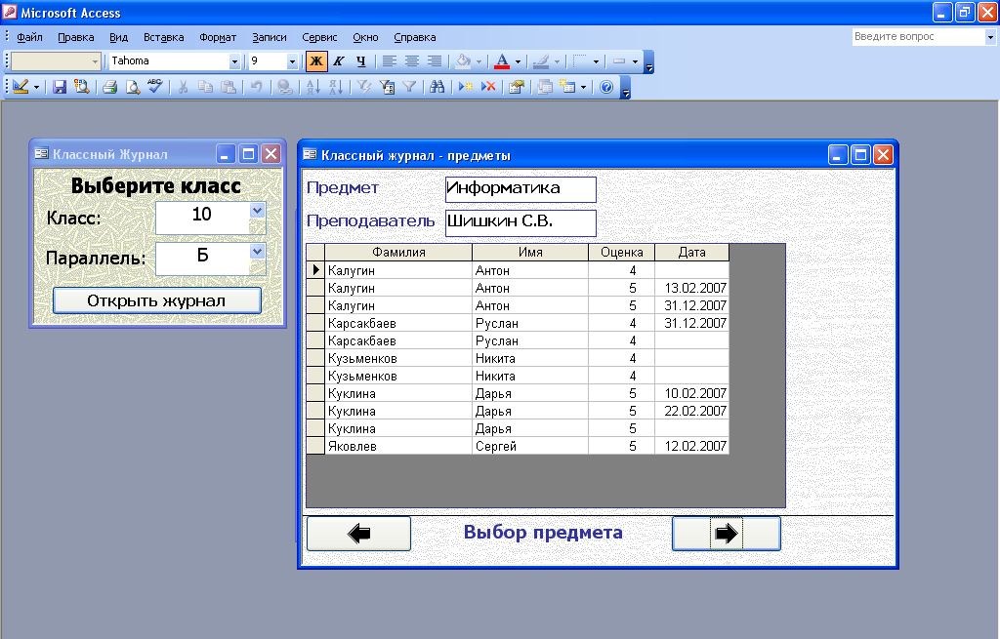 Microsoft Access
Файл Правка Вид Вставка Формат Записи Сервис Окно Справка Введите вопрос
Tahoma 9 Ж К Ч
Классный Журнал
Выберите класс
Класс: 10
Параллель: Б
Открыть журнал
Классный журнал - предметы
Предмет Информатика
Преподаватель Шишкин С.В.
Фамилия Имя Оценка Дата
Калугин Антон 4
Калугин Антон 5 13.02.2007
Калугин Антон 5 31.12.2007
Карсакбаев Руслан 4 31.12.2007
Карсакбаев Руслан 4
Кузьменков Никита 4
Кузьменков Никита 4
Куклина Дарья 5 10.02.2007
Куклина Дарья 5 22.02.2007
Куклина Дарья 5
Яковлев Сергей 5 12.02.2007
Выбор предмета